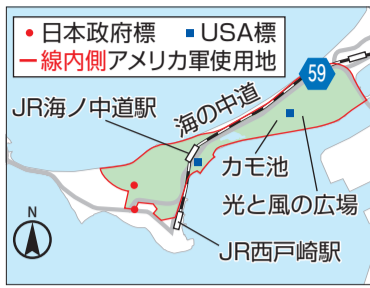 ● 日本政府標 ■ USA標
ー線内側アメリカ軍使用地
59
JR海ノ中道駅
海の中道
カモ池
光と風の広場
N
JR西戸崎駅